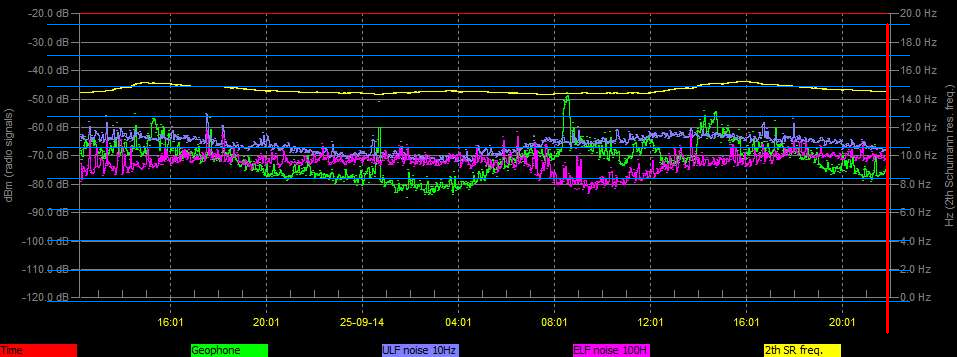 -20.0 dB
20.0 Hz
-30.0 dB
18.0 Hz
-40.0 dB
16.0 Hz
-50.0 dB
14.0 Hz
-60.0 dB
12.0 Hz
-70.0 dB
10.0 Hz
-80.0 dB
8.0 Hz
-90.0 dB
6.0 Hz
-100.0 dB
4.0 Hz
-110.0 dB
2.0 Hz
-120.0 dB
0.0 Hz
dBm (radio signals)
Hz (2th Schumann res. freq.)
16:01 20:01 25-09-14 04:01 08:01 12:01 16:01 20:01
Time Geophone ULF noise 10Hz ELF noise 100H 2th SR freq.